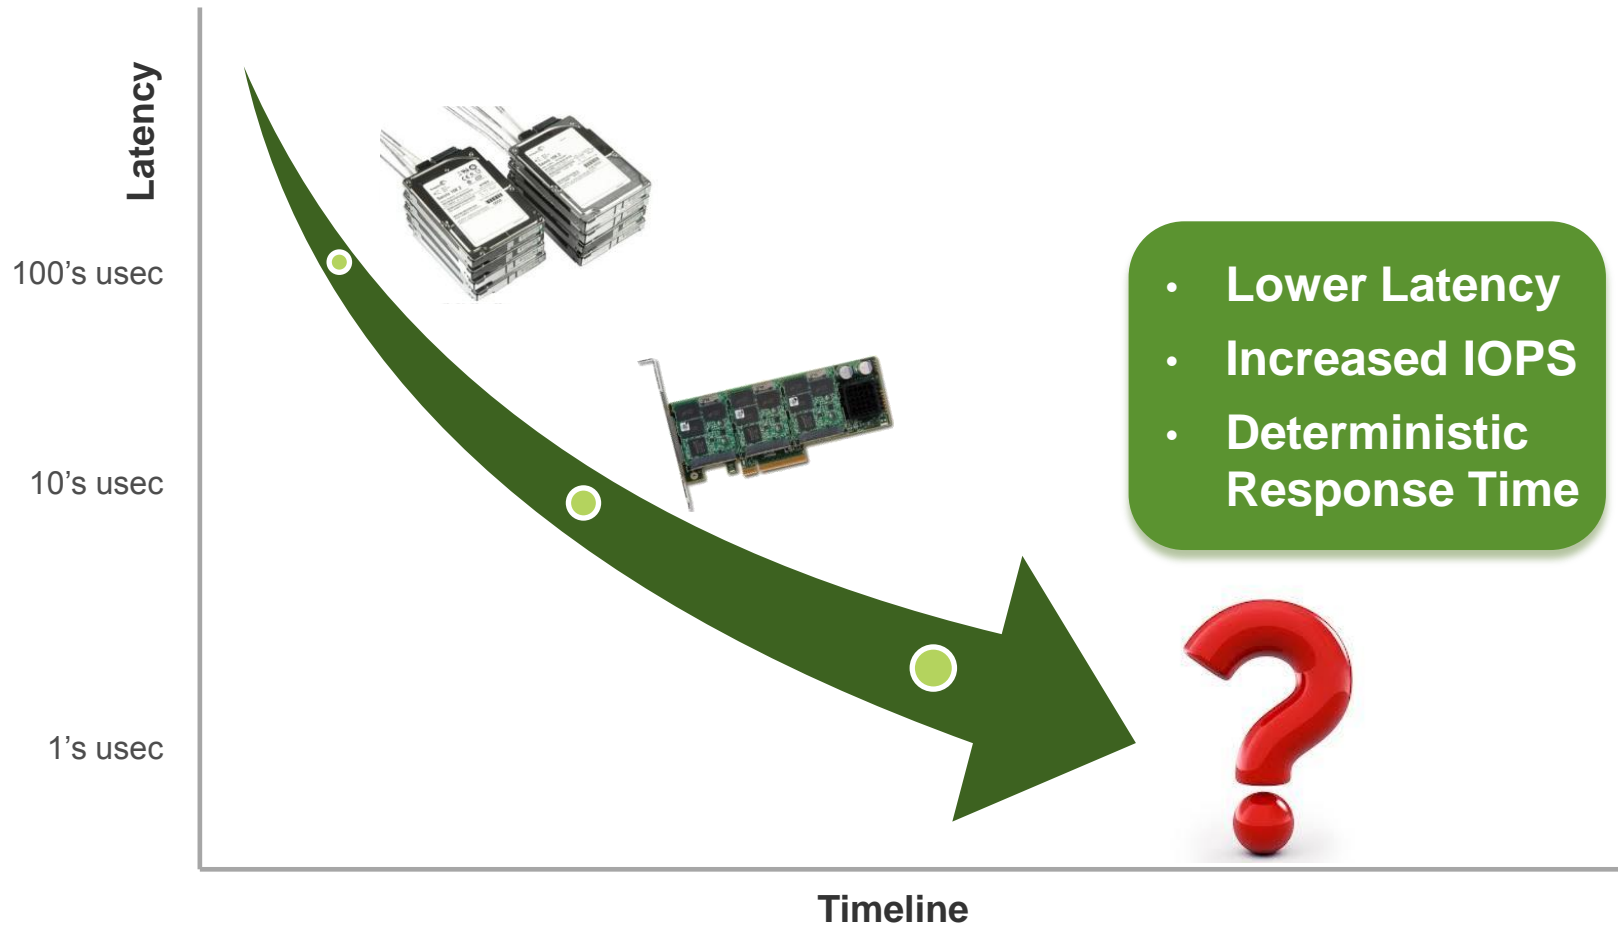 Latency
100's usec
10's usec
1's usec
• Lower Latency
• Increased IOPS
• Deterministic
Response Time
Timeline